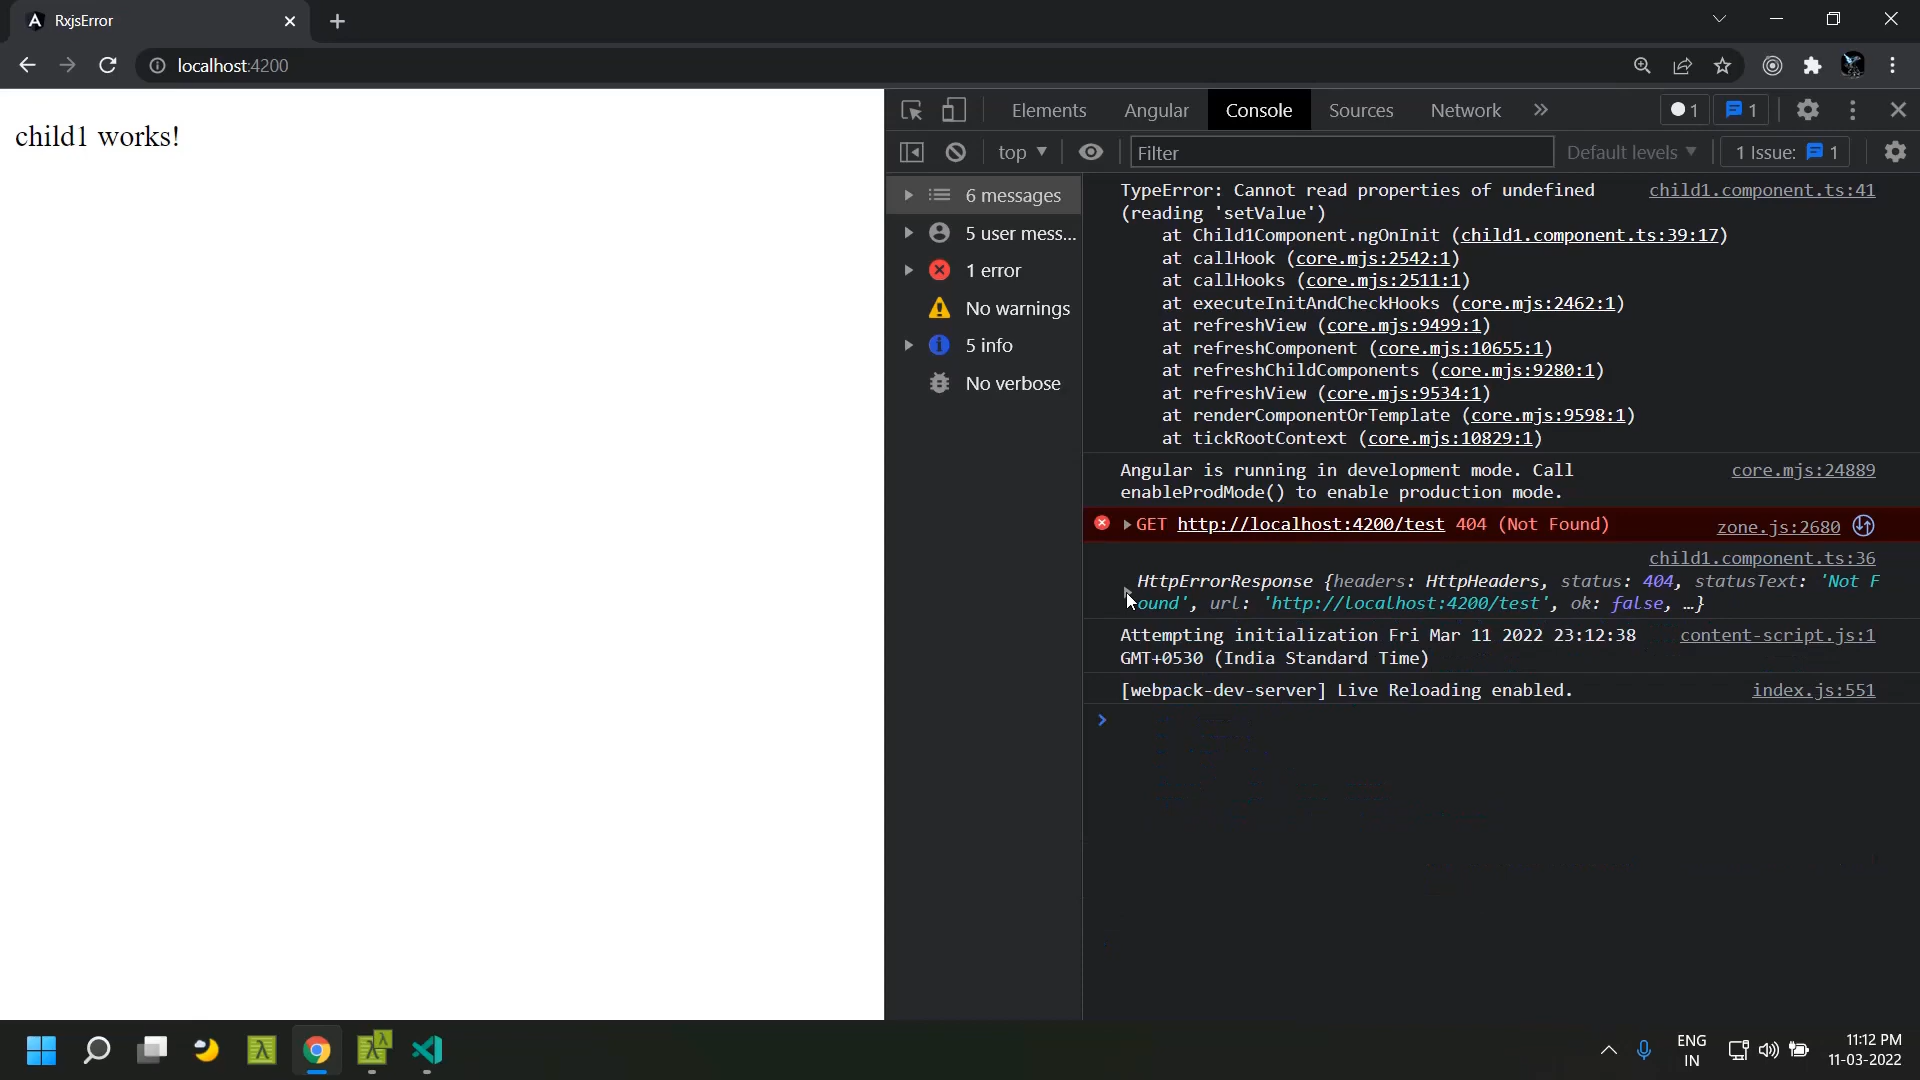 RxjsError
localhost:4200
child1 works!
Elements Angular Console Sources Network » 1 1
top Filter Default levels 1 Issue: 1
6 messages
5 user mess...
1 error
No warnings
5 info
No verbose
TypeError: Cannot read properties of undefined child1.component.ts:41
(reading 'setValue')
at Child1Component.ngOnInit (child1.component.ts:39:17)
at callHook (core.mjs:2542:1)
at callHooks (core.mjs:2511:1)
at executeInitAndCheckHooks (core.mjs:2462:1)
at refreshView (core.mjs:9499:1)
at refreshComponent (core.mjs:10655:1)
at refreshChildComponents (core.mjs:9280:1)
at refreshView (core.mjs:9534:1)
at renderComponentOrTemplate (core.mjs:9598:1)
at tickRootContext (core.mjs:10829:1)
Angular is running in development mode. Call core.mjs:24889
enableProdMode() to enable production mode.
GET http://localhost:4200/test 404 (Not Found) zone.js:2680
child1.component.ts:36
HttpErrorResponse {headers: HttpHeaders, status: 404, statusText: 'Not F
ound', url: 'http://localhost:4200/test', ok: false, …}
Attempting initialization Fri Mar 11 2022 23:12:38 content-script.js:1
GMT+0530 (India Standard Time)
[webpack-dev-server] Live Reloading enabled. index.js:551
ENG
IN
11:12 PM
11-03-2022